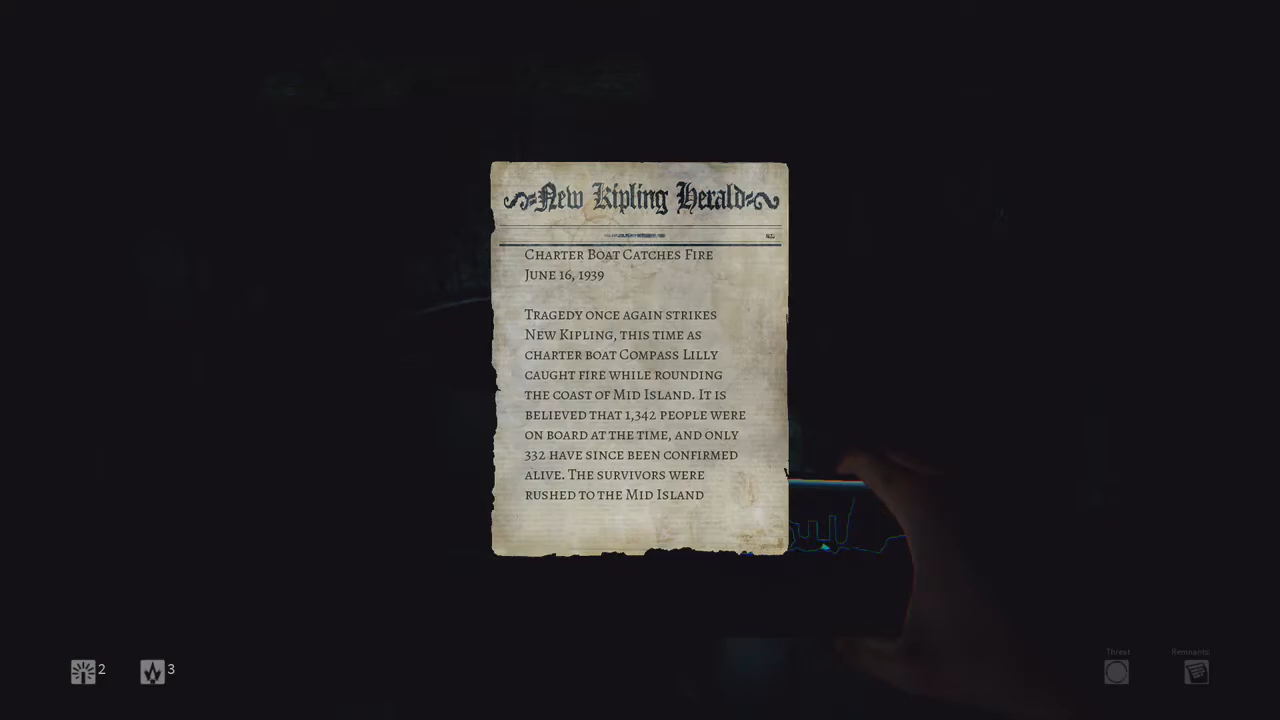 New Kipling Herald
Charter Boat Catches Fire
June 16, 1939
Tragedy once again strikes
New Kipling, this time as
charter boat Compass Lilly
caught fire while rounding
the coast of Mid Island. It is
believed that 1,342 people were
on board at the time, and only
332 have since been confirmed
alive. The survivors were
rushed to the Mid Island
2
3
Threat
Remnants: